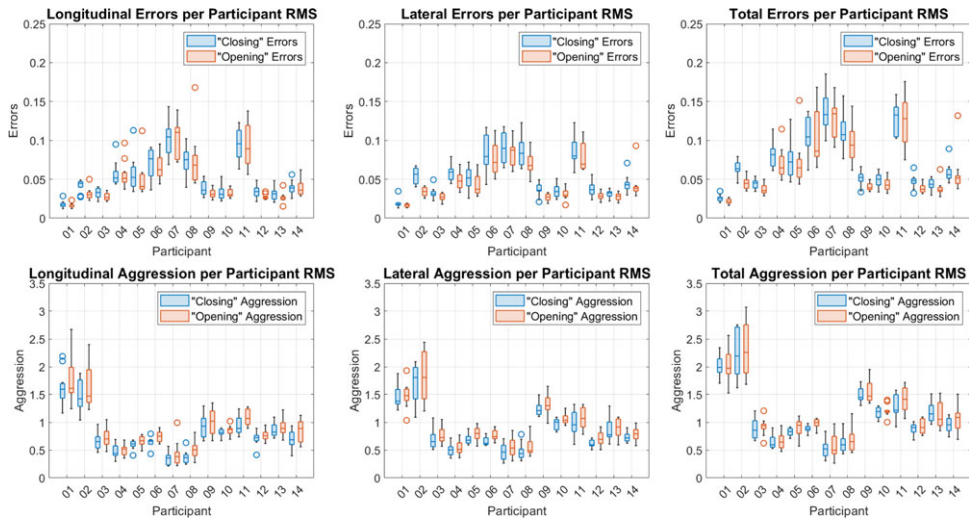 Longitudinal Errors per Participant RMS
0.25
0.2
0.15
0.1
0.05
0
Errors
"Closing" Errors
"Opening" Errors
01 02 03 04 05 06 07 08 09 10 11 12 13 14
Participant
Lateral Errors per Participant RMS
0.25
0.2
0.15
0.1
0.05
0
Errors
"Closing" Errors
"Opening" Errors
01 02 03 04 05 06 07 08 09 10 11 12 13 14
Participant
Total Errors per Participant RMS
0.25
0.2
0.15
0.1
0.05
0
Errors
"Closing" Errors
"Opening" Errors
01 02 03 04 05 06 07 08 09 10 11 12 13 14
Participant
Longitudinal Aggression per Participant RMS
3.5
3
2.5
2
1.5
1
0.5
0
Aggression
"Closing" Aggression
"Opening" Aggression
01 02 03 04 05 06 07 08 09 10 11 12 13 14
Participant
Lateral Aggression per Participant RMS
3.5
3
2.5
2
1.5
1
0.5
0
Aggression
"Closing" Aggression
"Opening" Aggression
01 02 03 04 05 06 07 08 09 10 11 12 13 14
Participant
Total Aggression per Participant RMS
3.5
3
2.5
2
1.5
1
0.5
0
Aggression
"Closing" Aggression
"Opening" Aggression
01 02 03 04 05 06 07 08 09 10 11 12 13 14
Participant